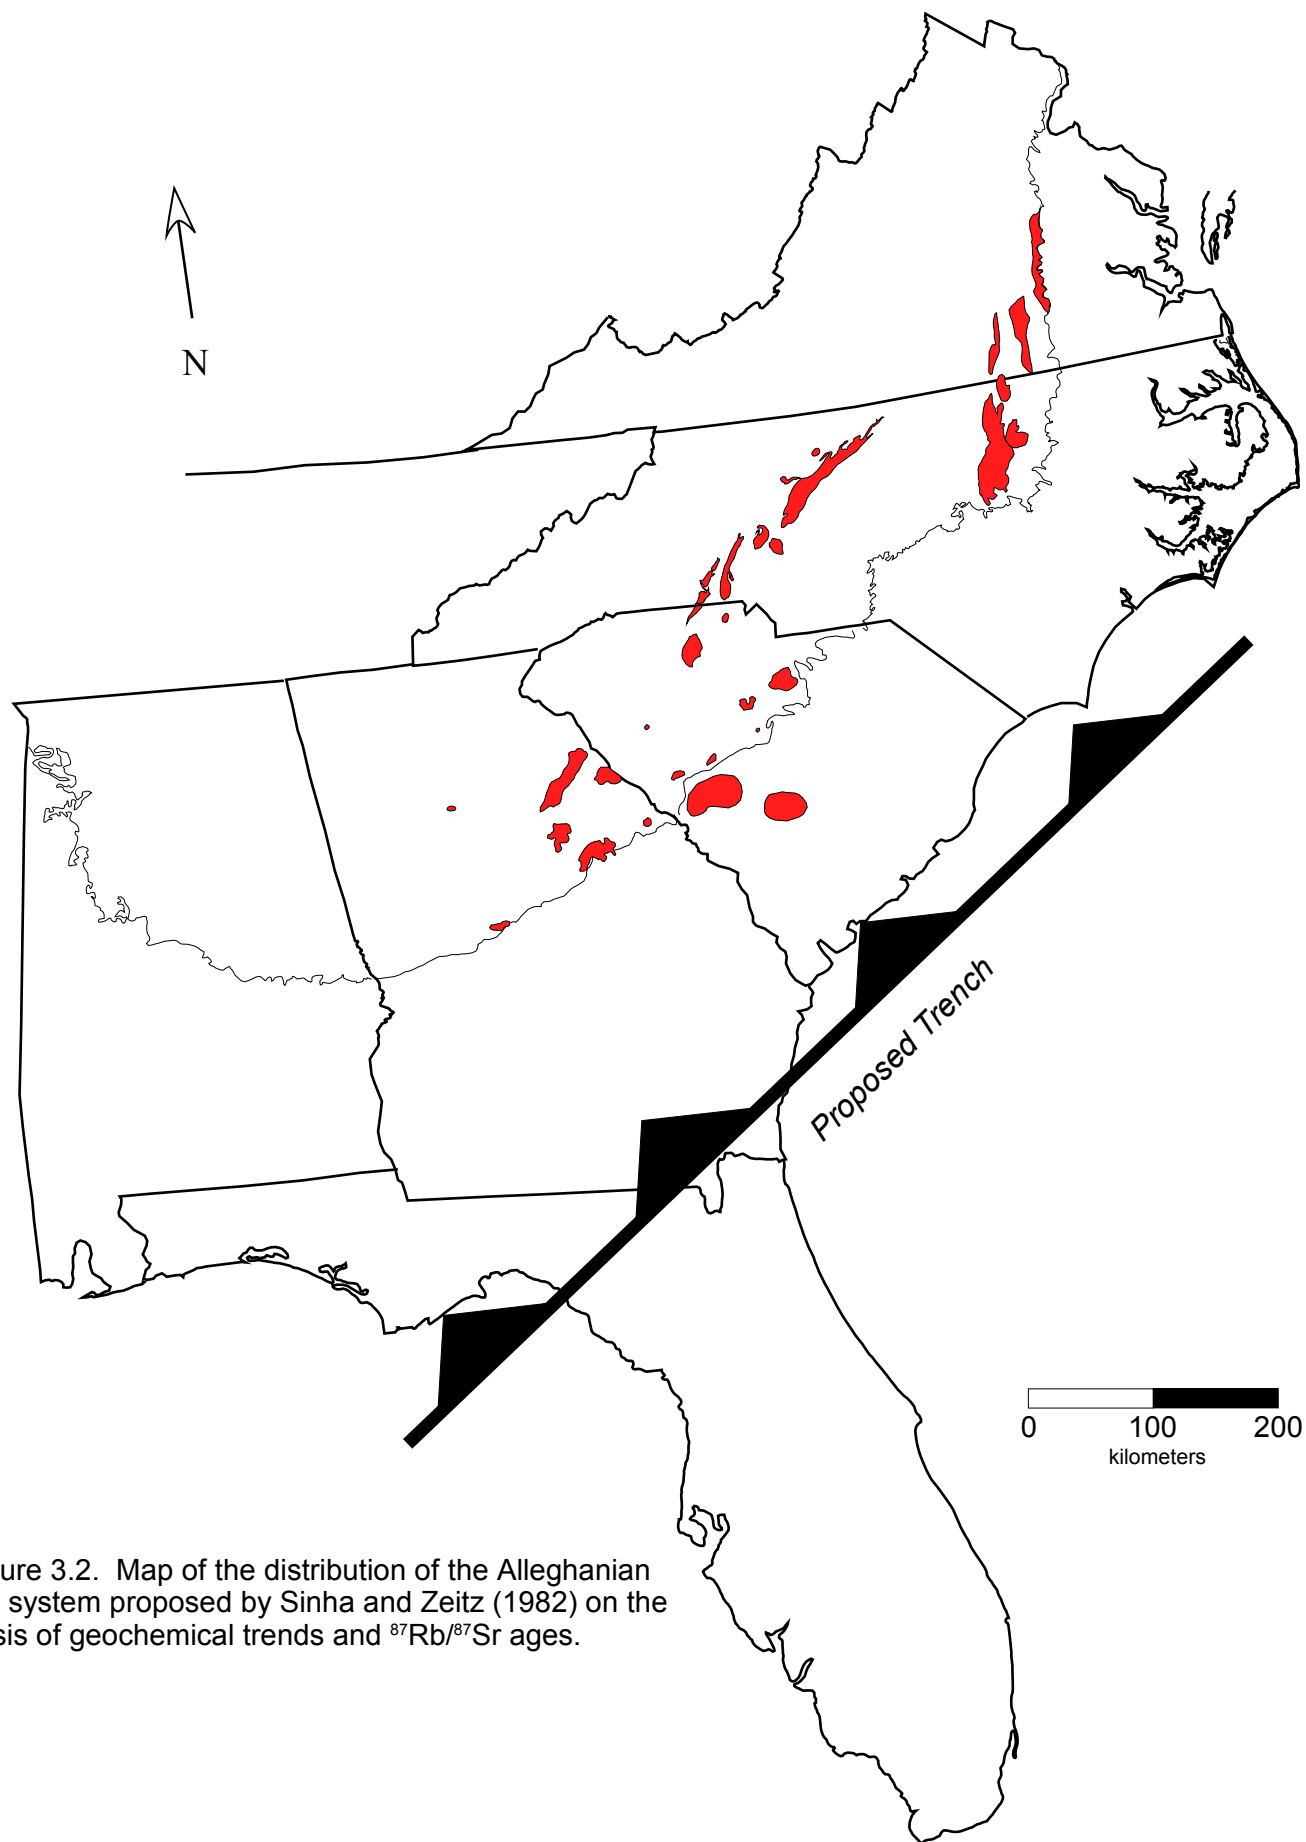 N
Proposed Trench
0 100 200
kilometers
ure 3.2. Map of the distribution of the Alleghanian
system proposed by Sinha and Zeitz (1982) on the
sis of geochemical trends and ⁸⁷Rb/⁸⁷Sr ages.